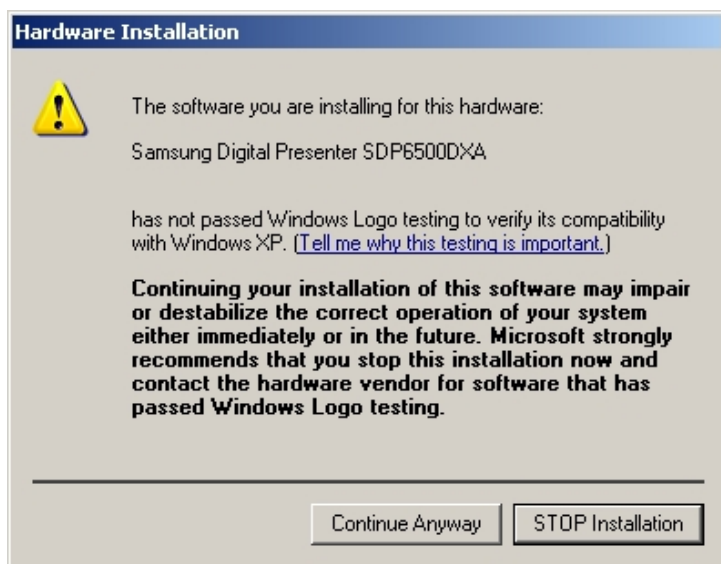 Hardware Installation
The software you are installing for this hardware:
Samsung Digital Presenter SDP6500DXA
has not passed Windows Logo testing to verify its compatibility
with Windows XP. (Tell me why this testing is important.)
Continuing your installation of this software may impair
or destabilize the correct operation of your system
either immediately or in the future. Microsoft strongly
recommends that you stop this installation now and
contact the hardware vendor for software that has
passed Windows Logo testing.
Continue Anyway
STOP Installation